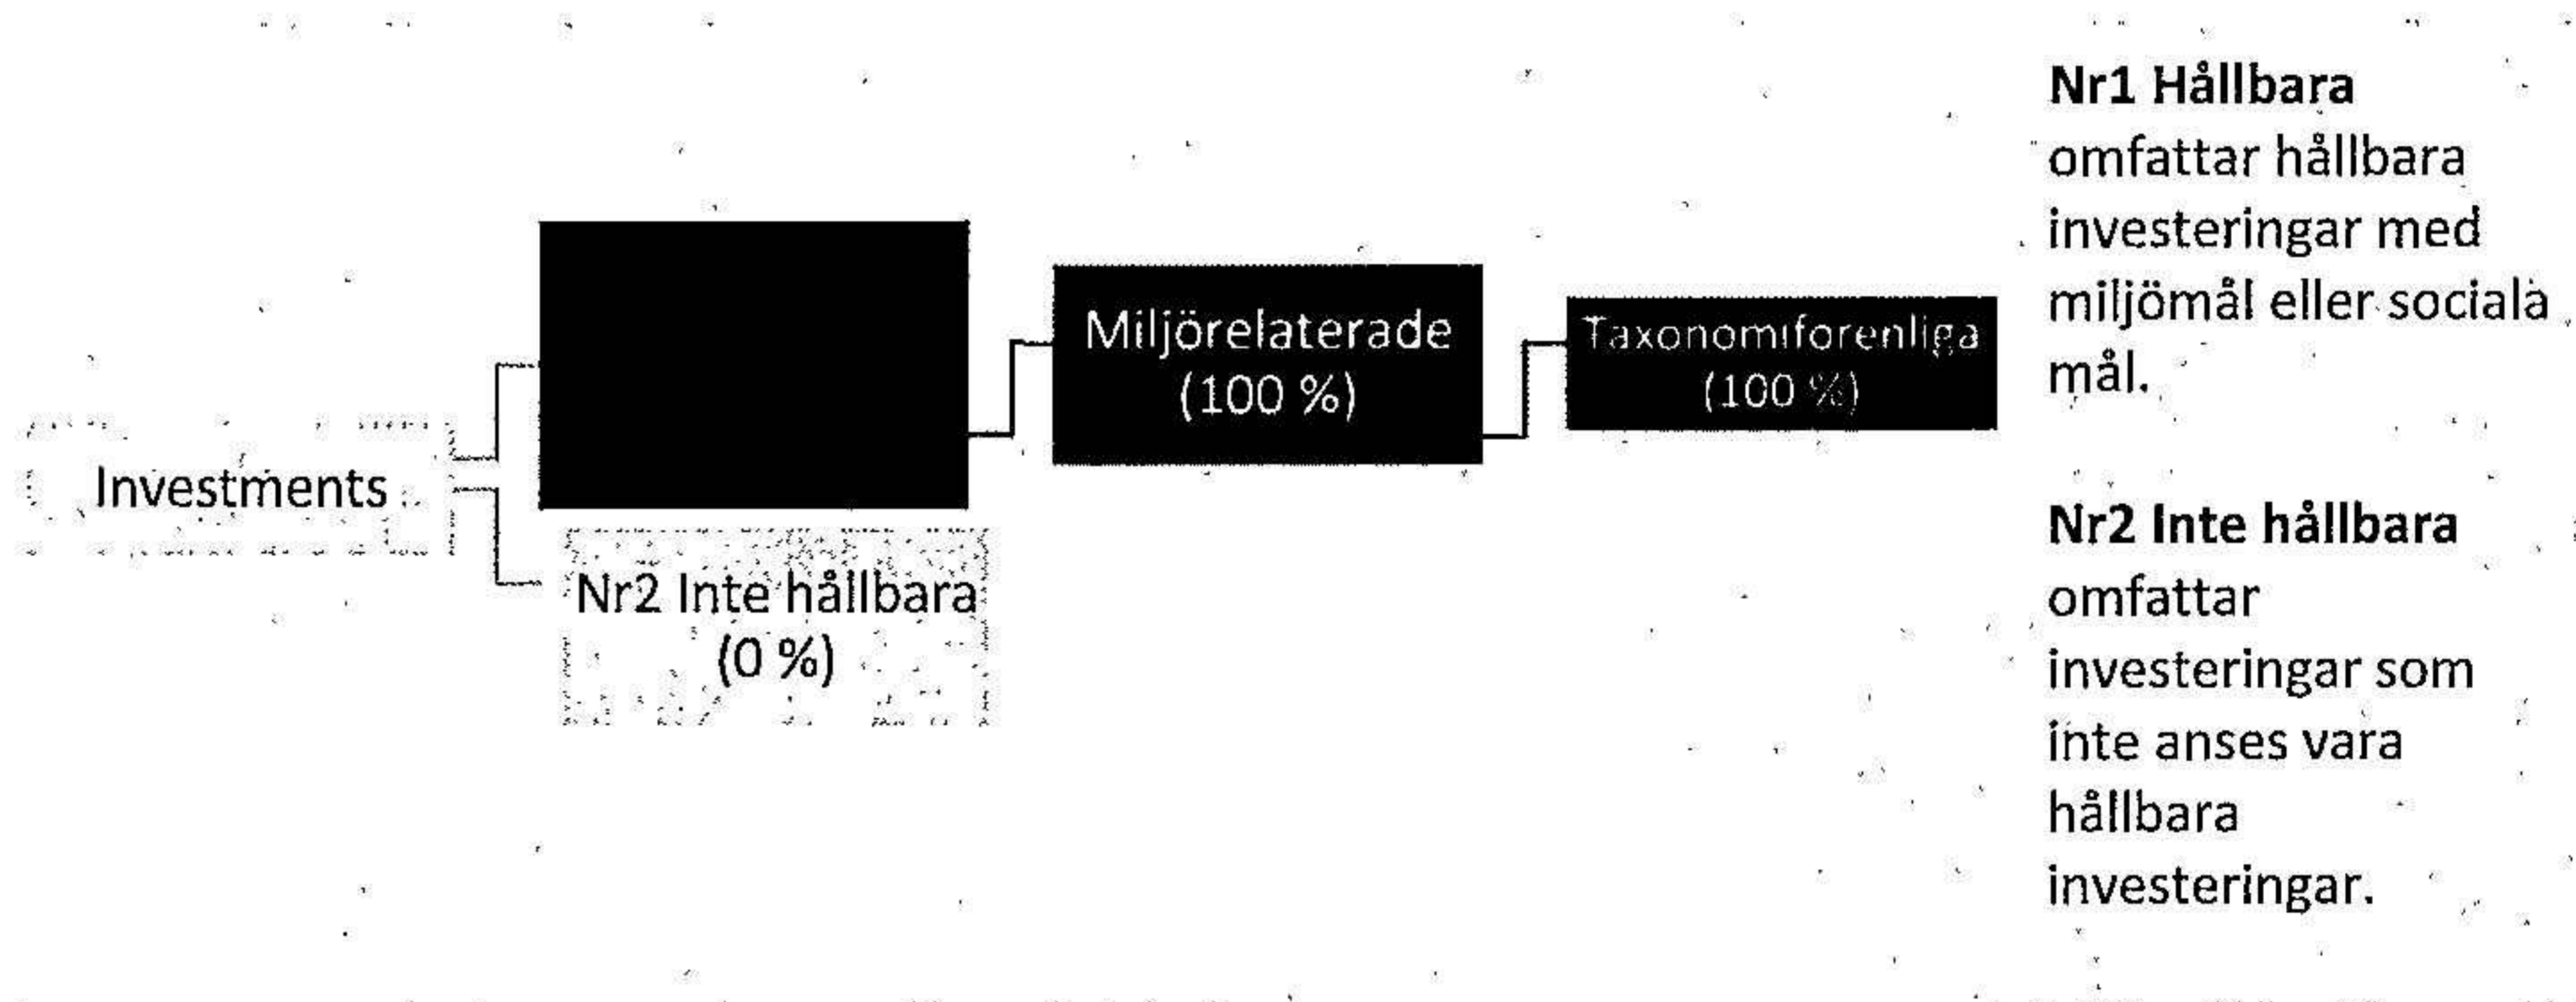 Investments
Nr2 Inte hållbara
(0 %)
Miljörelaterade
(100 %)
Taxonomiförenliga
(100 %)
Nr1 Hållbara
omfattar hållbara
investeringar med
miljömål eller sociala
mål.
Nr2 Inte hållbara
omfattar
investeringar som
inte anses vara
hållbara
investeringar.